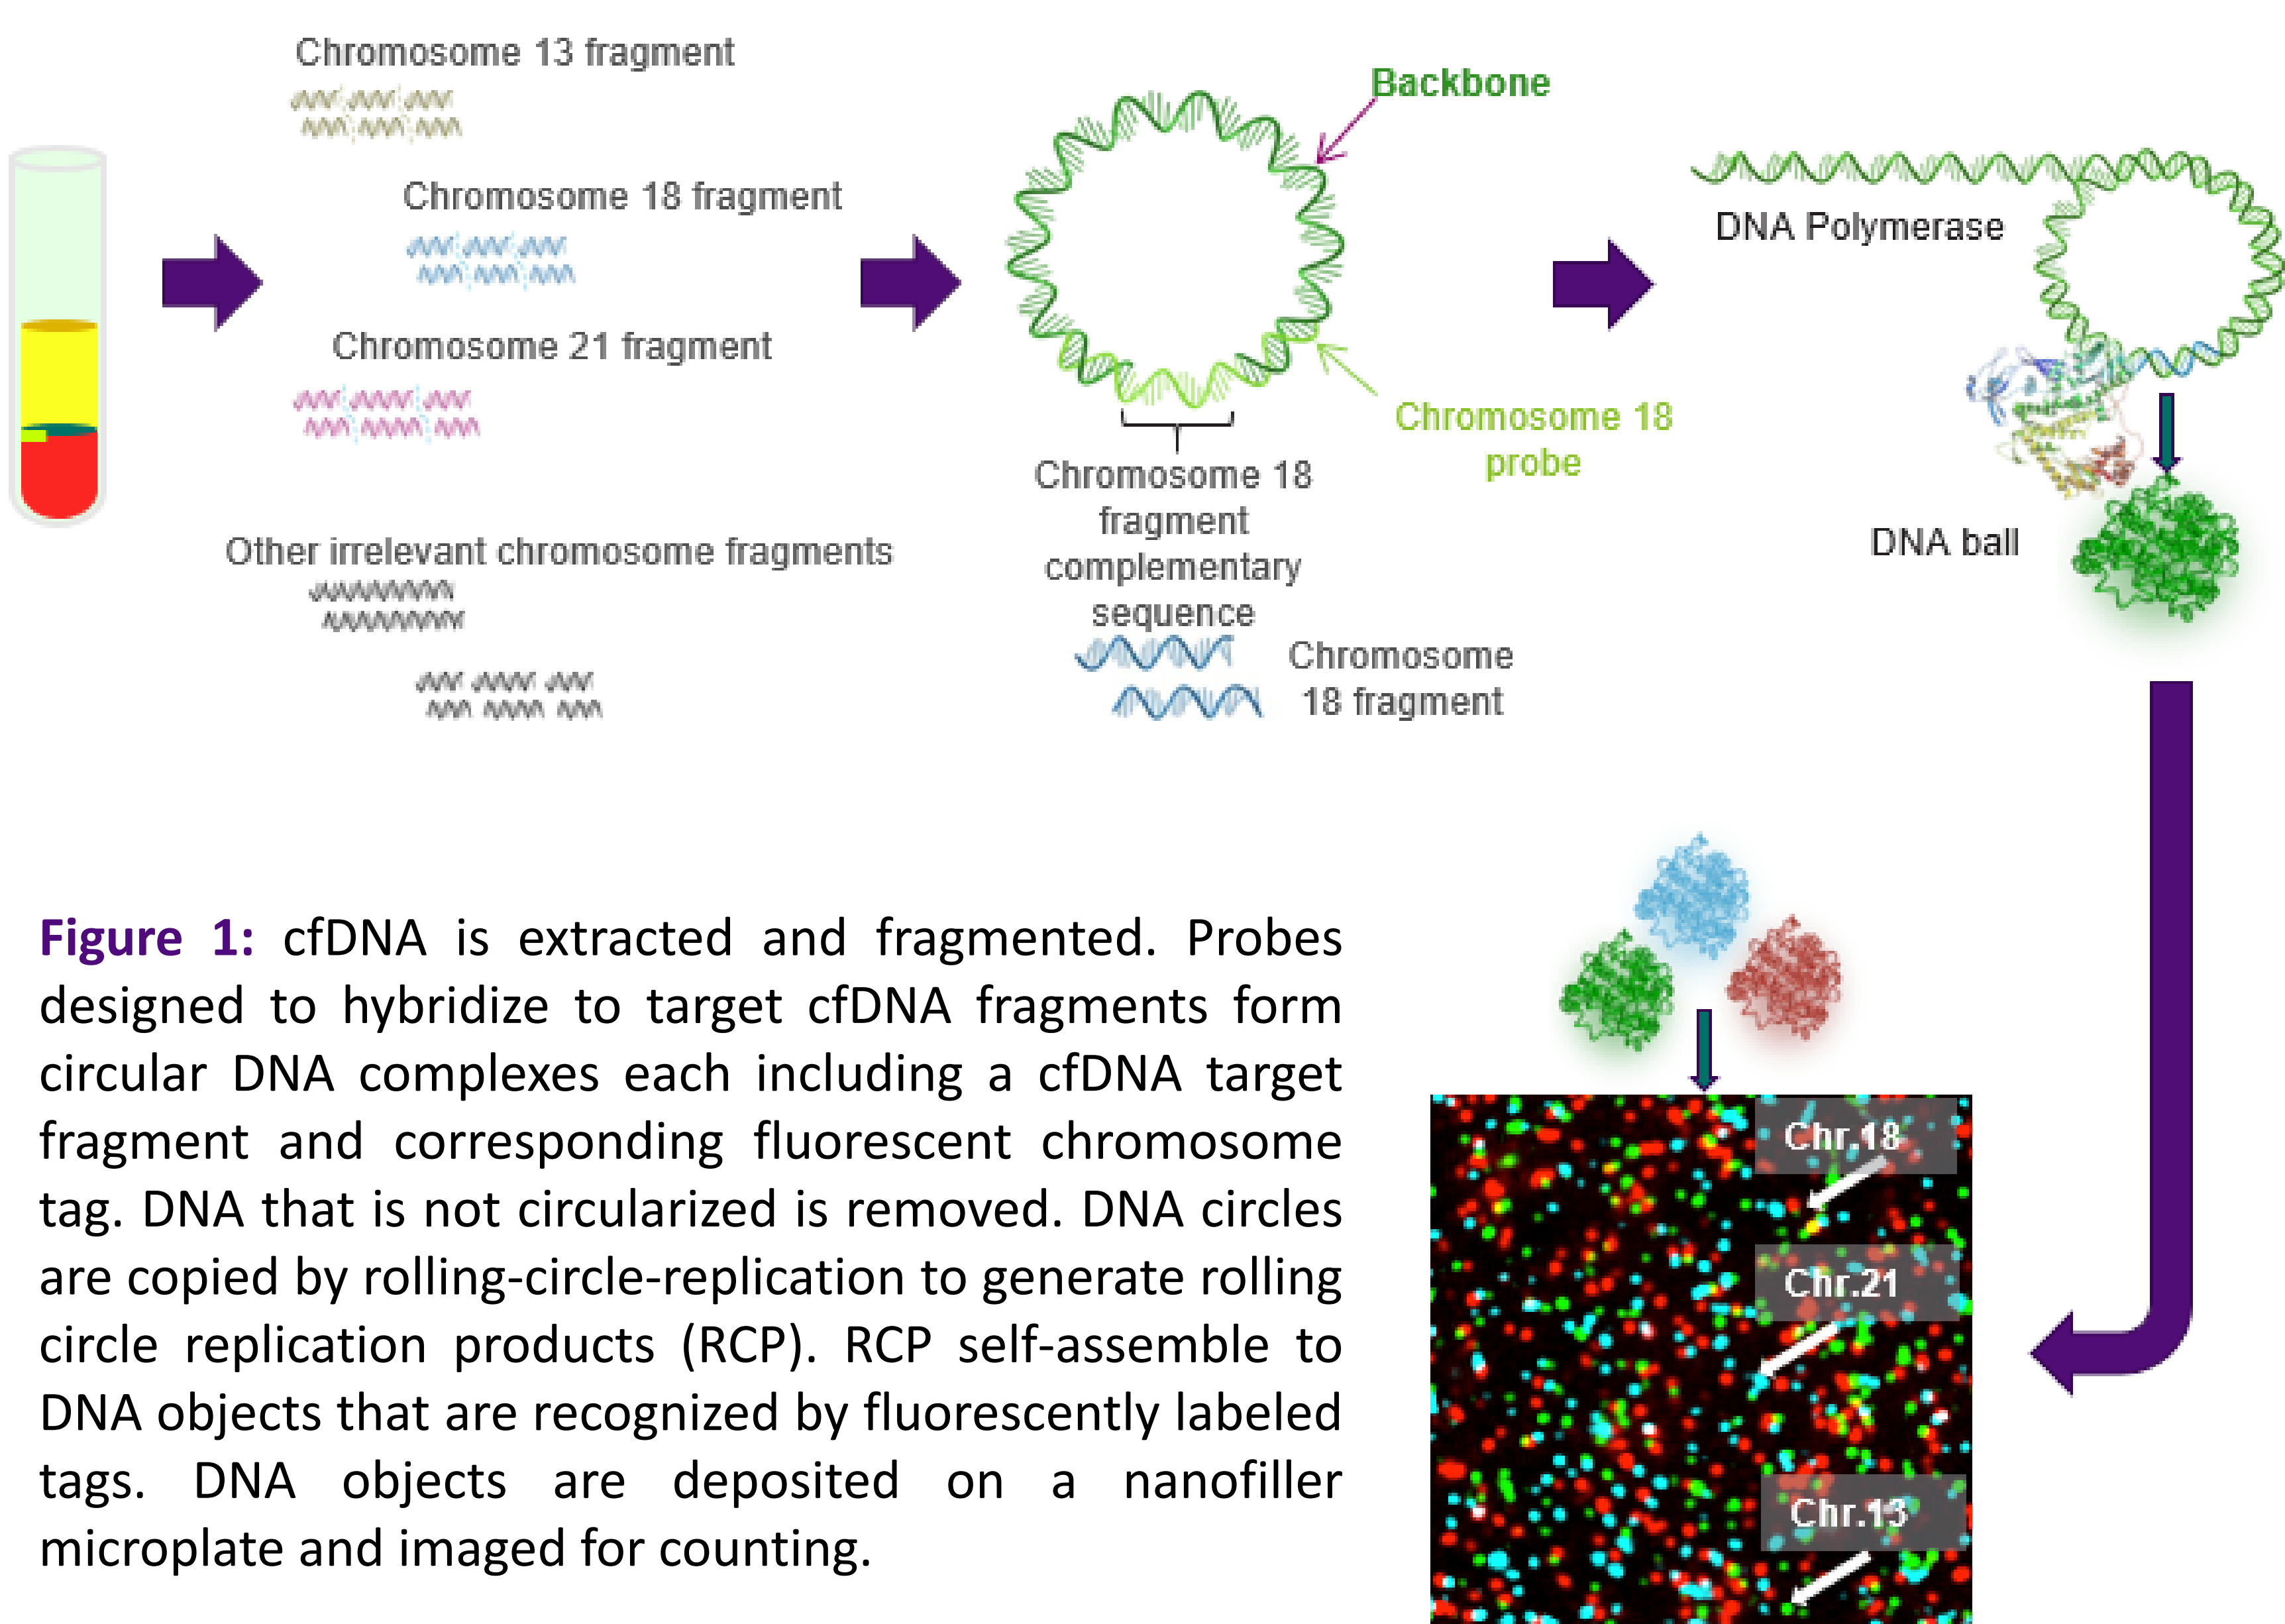 Chromosome 13 fragment
Chromosome 18 fragment
Chromosome 21 fragment
Other irrelevant chromosome fragments
Backbone
Chromosome 18
probe
Chromosome 18
fragment
complementary
sequence
Chromosome
18 fragment
DNA Polymerase
DNA ball
Figure 1: cfDNA is extracted and fragmented. Probes
designed to hybridize to target cfDNA fragments form
circular DNA complexes each including a cfDNA target
fragment and corresponding fluorescent chromosome
tag. DNA that is not circularized is removed. DNA circles
are copied by rolling-circle-replication to generate rolling
circle replication products (RCP). RCP self-assemble to
DNA objects that are recognized by fluorescently labeled
tags. DNA objects are deposited on a nanofiller
microplate and imaged for counting.
Chr.18
Chr.21
Chr.13